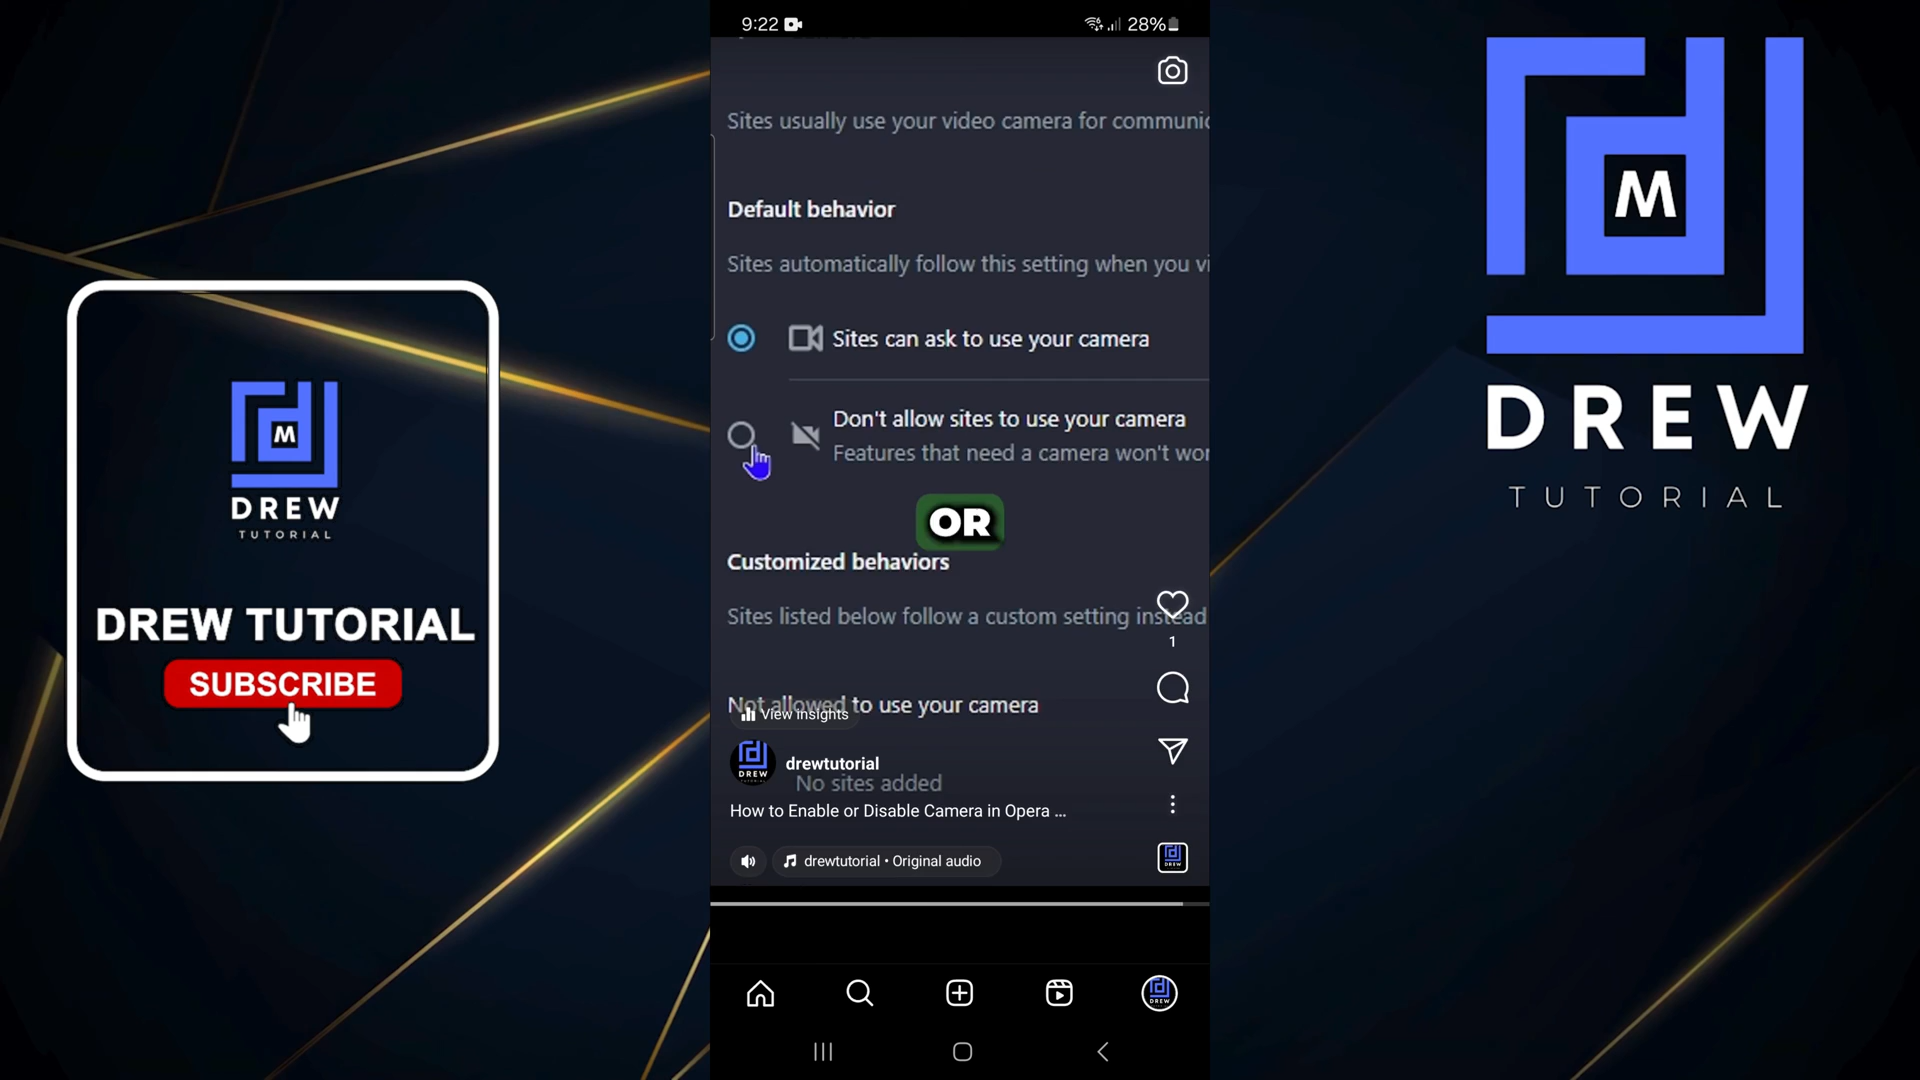 M
DREW
TUTORIAL
DREW TUTORIAL
SUBSCRIBE
9:22
28%
Sites usually use your video camera for communic
Default behavior
Sites automatically follow this setting when you vi
Sites can ask to use your camera
Don't allow sites to use your camera
Features that need a camera won't wor
OR
Customized behaviors
Sites listed below follow a custom setting instead
1
Not allowed to use your camera
View insights
DREW
drewtutorial
No sites added
How to Enable or Disable Camera in Opera ...
drewtutorial • Original audio
DREW
DREW
M
DREW
TUTORIAL